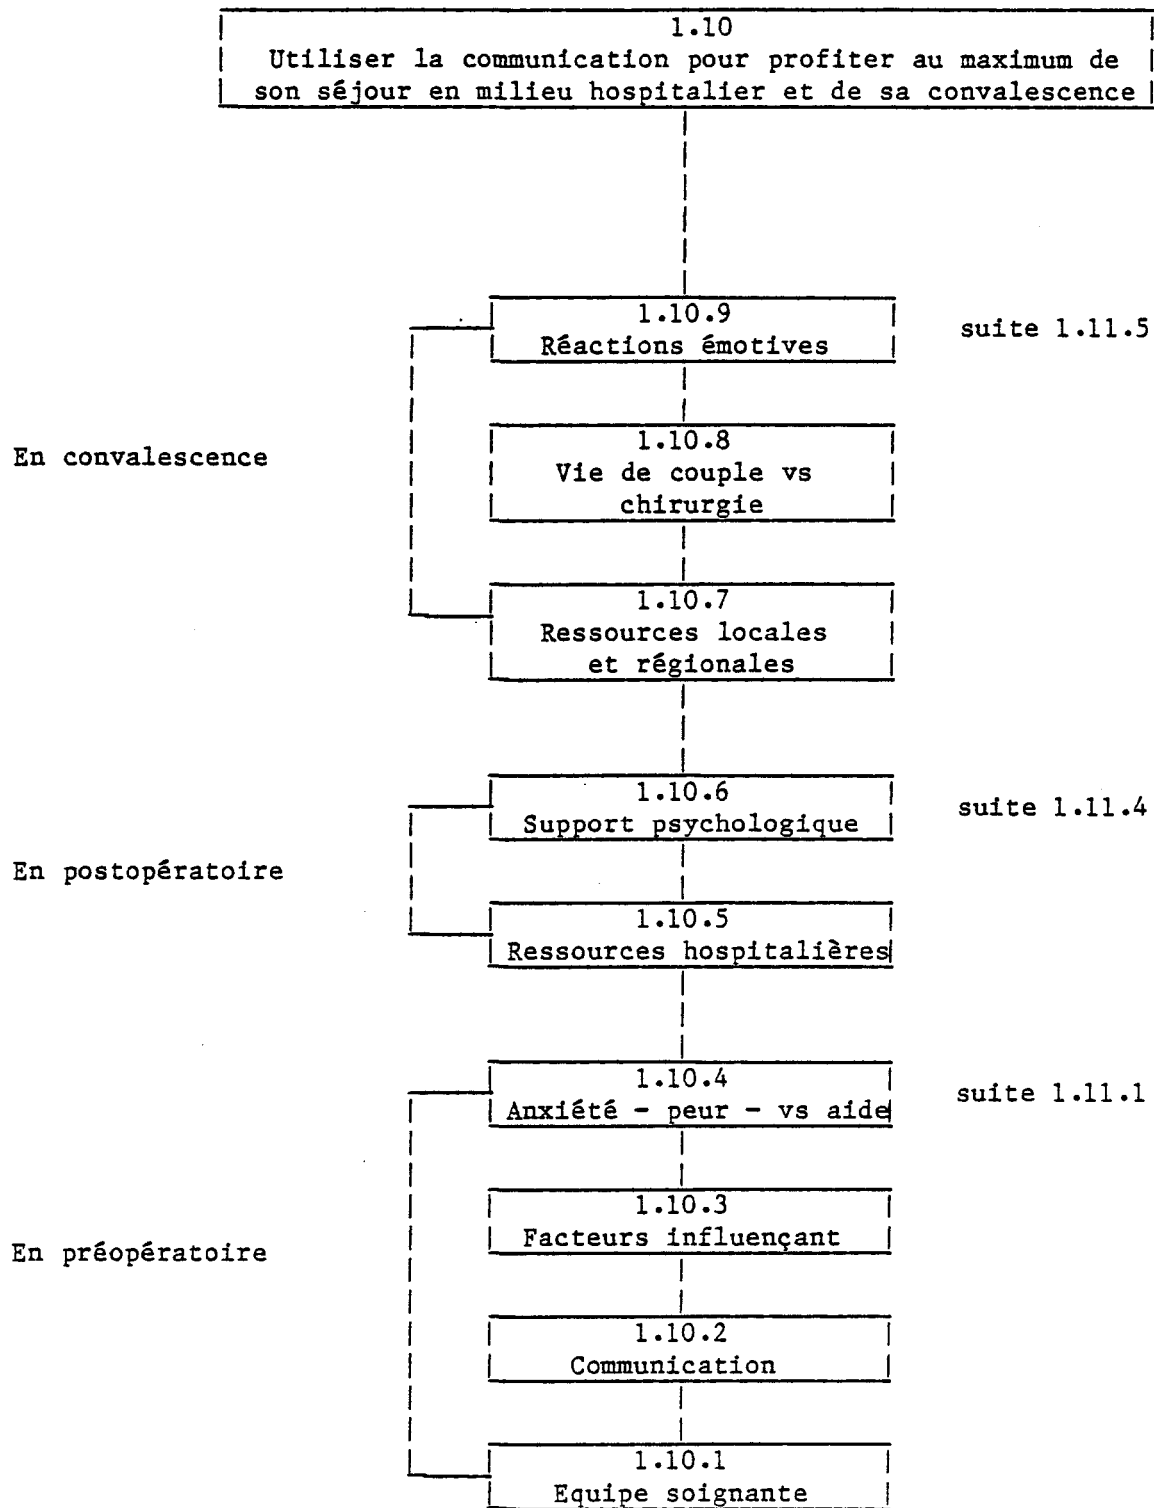 1.10
Utiliser la communication pour profiter au maximum de
son séjour en milieu hospitalier et de sa convalescence
1.10.9
Réactions émotives
suite 1.11.5
En convalescence
1.10.8
Vie de couple vs
chirurgie
1.10.7
Ressources locales
et régionales
1.10.6
Support psychologique
suite 1.11.4
En postopératoire
1.10.5
Ressources hospitalières
1.10.4
Anxiété - peur - vs aide
suite 1.11.1
1.10.3
Facteurs influençant
En préopératoire
1.10.2
Communication
1.10.1
Equipe soignante